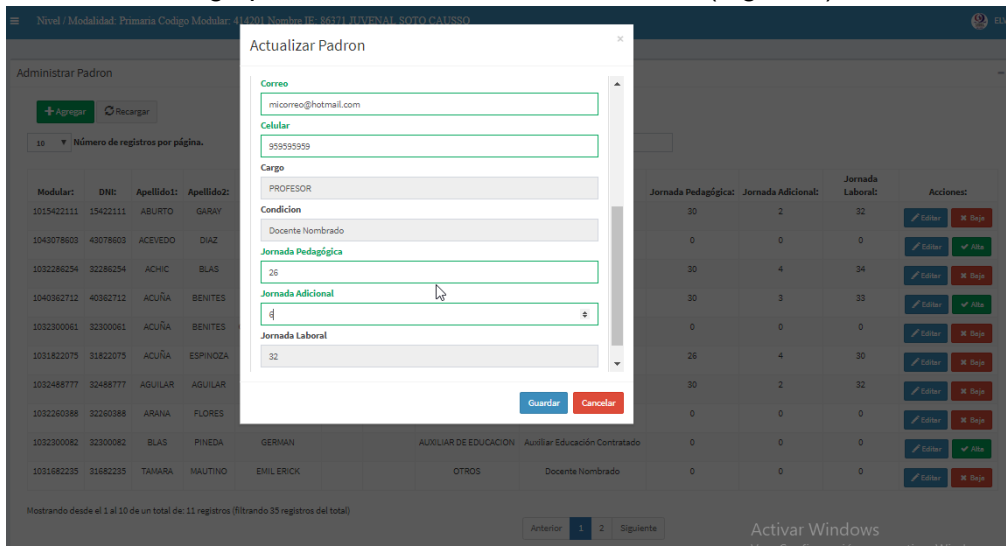 Nivel / Modalidad: Primaria Codigo Modular: 414201 Nombre IE: 86371 JUVENAL SOTO CAUSSO
Actualizar Padron ×
Administrar Padron
Agregar Recargar
10 Número de registros por página.
Correo
micorreo@hotmail.com
Celular
959595959
Cargo
PROFESOR
Condicion
Docente Nombrado
Jornada Pedagógica
26
Jornada Adicional
6
Jornada Laboral
32
Guardar Cancelar
Modular: DNI: Apellido1: Apellido2: Jornada Pedagógica: Jornada Adicional: Jornada Laboral: Acciones:
1015422111 15422111 ABURTO GARAY 30 2 32 Editar Baja
1043078603 43078603 ACEVEDO DIAZ 0 0 0 Editar Alta
1032286254 32286254 ACHIC BLAS 30 4 34 Editar Baja
1040362712 40362712 ACUÑA BENITES 30 3 33 Editar Alta
1032300061 32300061 ACUÑA BENITES 0 0 0 Editar Baja
1031822075 31822075 ACUÑA ESPINOZA 26 4 30 Editar Baja
1032488777 32488777 AGUILAR AGUILAR 30 2 32 Editar Baja
1032260388 32260388 ARANA FLORES 0 0 0 Editar Baja
1032300082 32300082 BLAS PINEDA GERMAN AUXILIAR DE EDUCACION Auxiliar Educación Contratado 0 0 0 Editar Alta
1031682235 31682235 TAMARA MAUTINO EMIL ERICK OTROS Docente Nombrado 0 0 0 Editar Baja
Mostrando desde el 1 al 10 de un total de: 11 registros (filtrando 35 registros del total)
Anterior 1 2 Siguiente
Activar Windows